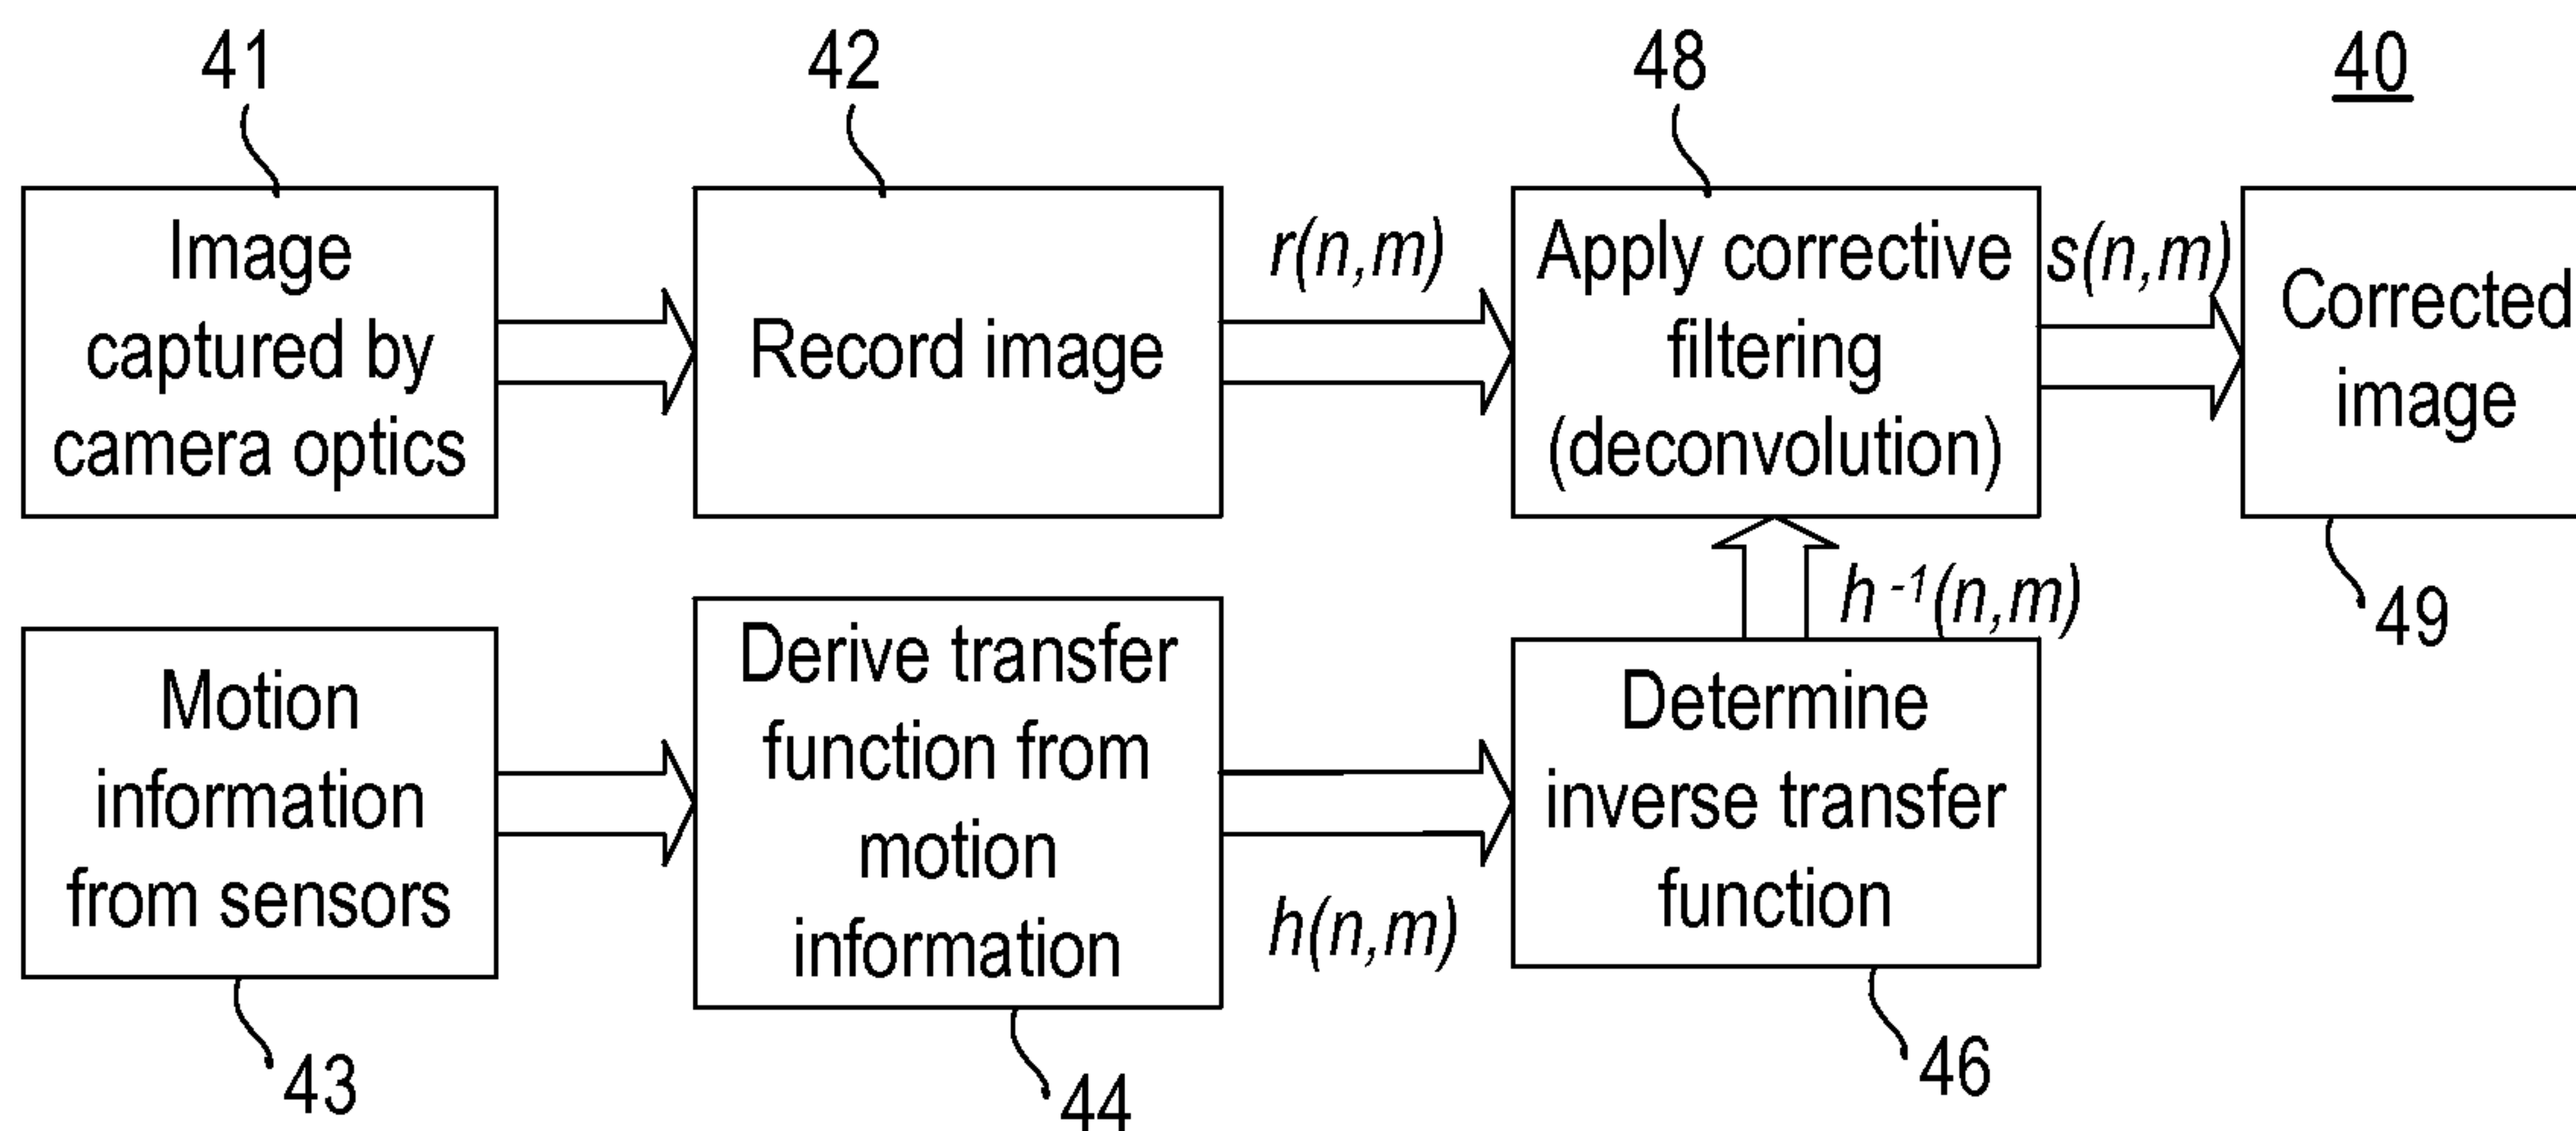 41
42
48
40
Image
captured by
camera optics
Record image
r(n,m)
Apply corrective
filtering
(deconvolution)
s(n,m)
Corrected
image
49
Motion
information
from sensors
43
Derive transfer
function from
motion
information
44
h(n,m)
Determine
inverse transfer
function
46
h⁻¹(n,m)